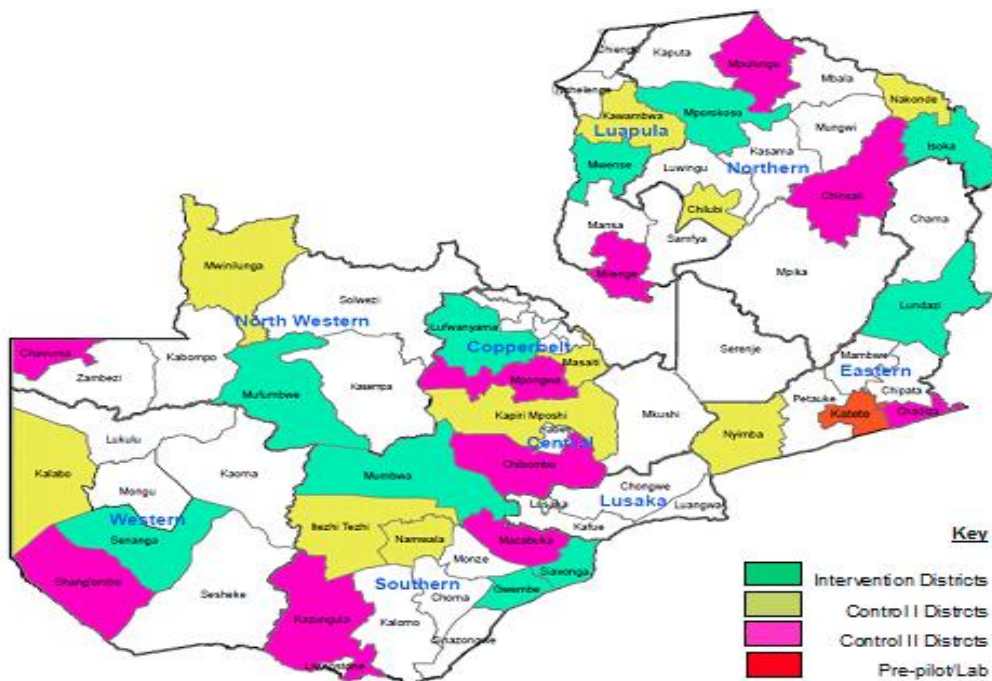 Kaputa
Mpulungu
Mbala
Nakonde
Kawambwa
Mporokoso
Mungwi
Isoka
Luapula
Kasama
Mwense
Luwingu
Northern
Chinsali
Chilubi
Mansa
Samfya
Chama
Milenge
Mpika
Mwinilunga
Lundazi
Solwezi
North Western
Lufwanyama
Copperbelt
Masaiti
Serenje
Mambwe
Eastern
Chavuma
Kabompo
Zambezi
Kasempa
Mpongwe
Chipata
Petauke
Katete
Chadiza
Mufumbwe
Kapiri Mposhi
Mkushi
Nyimba
Lukulu
Central
Kalabo
Kaoma
Mumbwa
Chibombo
Mongu
Chongwe
Lusaka
Luangwa
Western
Senanga
Itezhi Tezhi
Kafue
Namwala
Mazabuka
Monze
Siavonga
Shang'ombo
Sesheke
Southern
Gwembe
Choma
Kazungula
Kalomo
Sinazongwe
Key
Intervention Districts
Control I Distrcts
Control II Distrcts
Pre-pilot/Lab